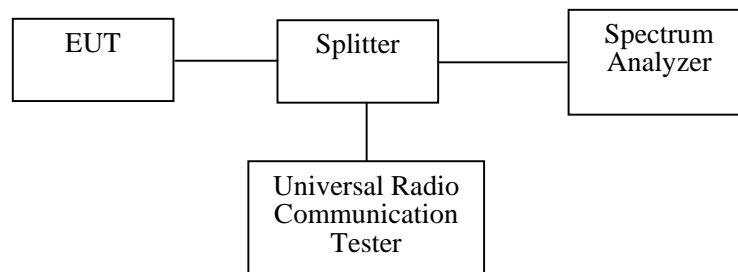 EUT
Splitter
Spectrum
Analyzer
Universal Radio
Communication
Tester